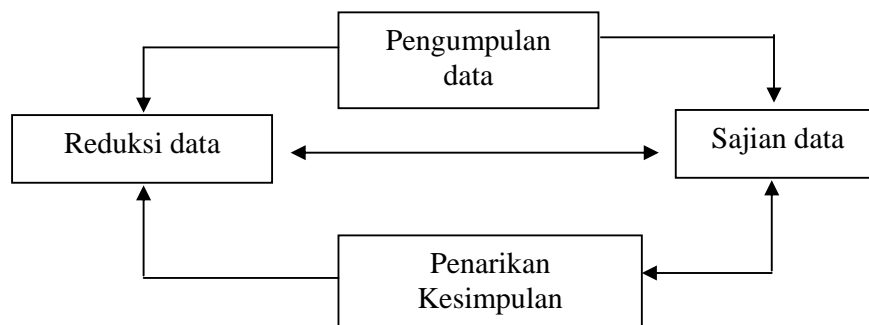 Pengumpulan
data
Reduksi data
Sajian data
Penarikan
Kesimpulan